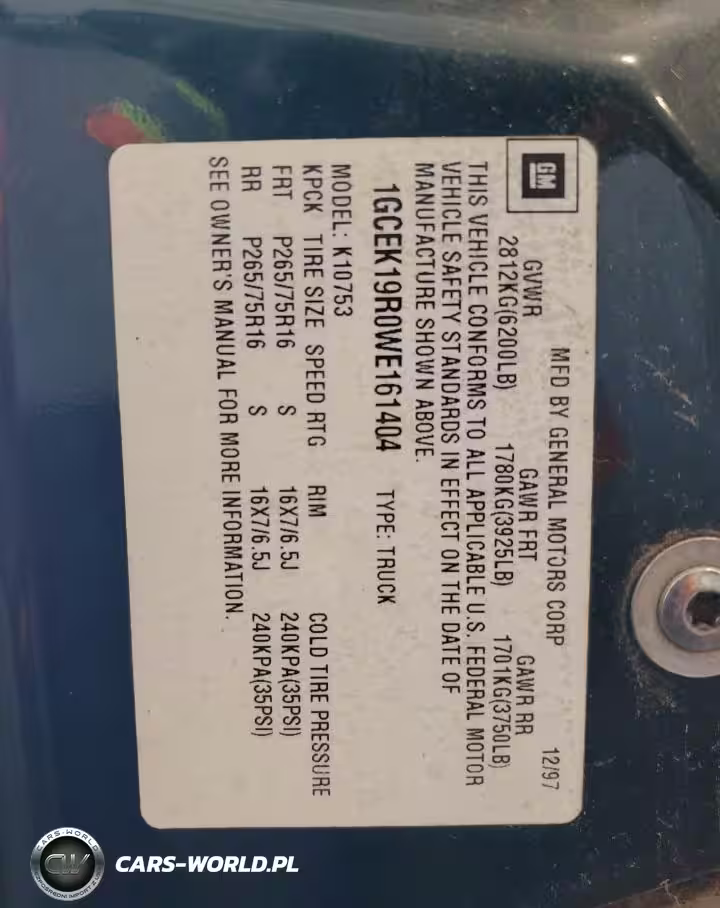 GM
MFD BY GENERAL MOTORS CORP 12/97
GVWR GAWR FRT GAWR RR
2812KG(6200LB) 1780KG(3925LB) 1701KG(3750LB)
THIS VEHICLE CONFORMS TO ALL APPLICABLE U.S. FEDERAL MOTOR
VEHICLE SAFETY STANDARDS IN EFFECT ON THE DATE OF
MANUFACTURE SHOWN ABOVE.
1GCEK19R0WE161404 TYPE: TRUCK
MODEL: K10753
KPCK TIRE SIZE SPEED RTG RIM COLD TIRE PRESSURE
FRT P265/75R16 S 16X7/6.5J 240KPA(35PSI)
RR P265/75R16 S 16X7/6.5J 240KPA(35PSI)
SEE OWNER'S MANUAL FOR MORE INFORMATION.
CARS-WORLD
CW
CARS-WORLD.PL